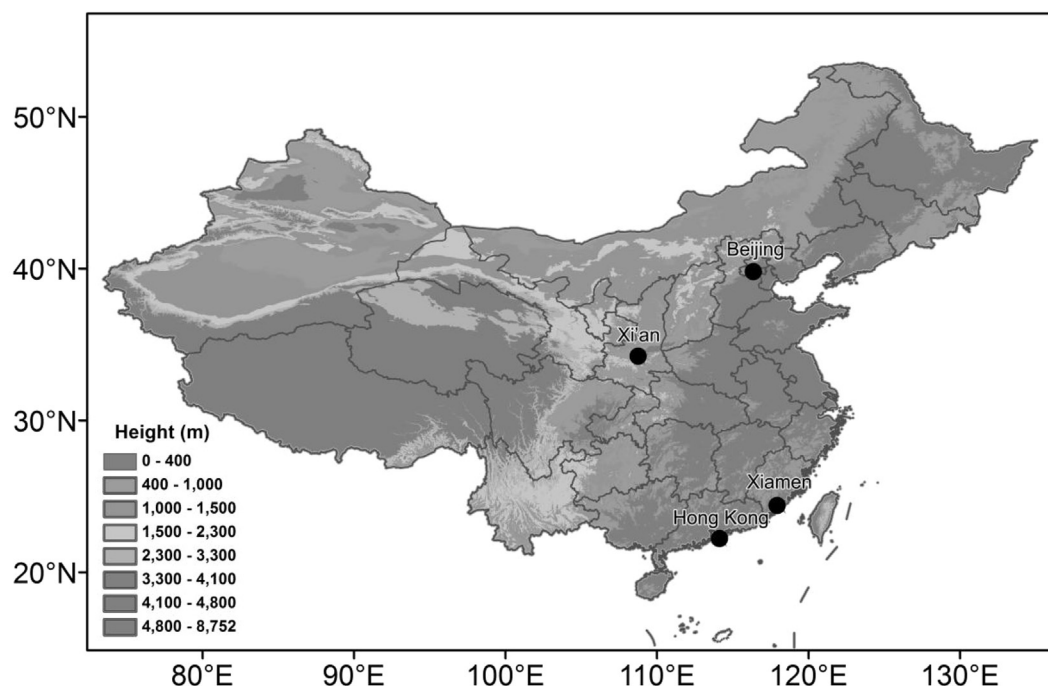 50°N
40°N
30°N
20°N
Beijing
Xi'an
Xiamen
Hong Kong
Height (m)
0 - 400
400 - 1,000
1,000 - 1,500
1,500 - 2,300
2,300 - 3,300
3,300 - 4,100
4,100 - 4,800
4,800 - 8,752
80°E 90°E 100°E 110°E 120°E 130°E